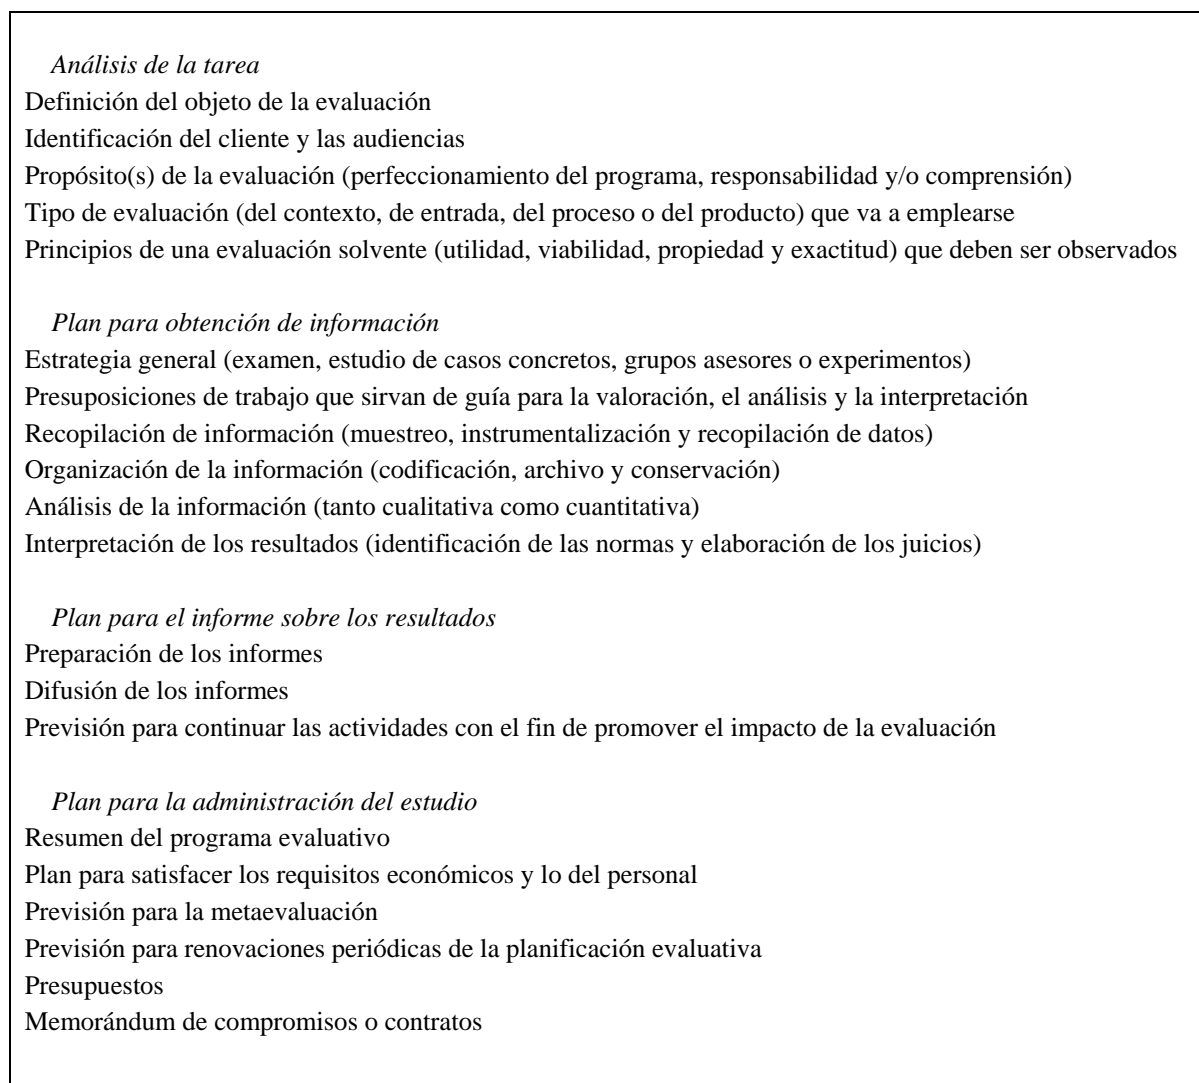 Análisis de la tarea
Definición del objeto de la evaluación
Identificación del cliente y las audiencias
Propósito(s) de la evaluación (perfeccionamiento del programa, responsabilidad y/o comprensión)
Tipo de evaluación (del contexto, de entrada, del proceso o del producto) que va a emplearse
Principios de una evaluación solvente (utilidad, viabilidad, propiedad y exactitud) que deben ser observados
Plan para obtención de información
Estrategia general (examen, estudio de casos concretos, grupos asesores o experimentos)
Presuposiciones de trabajo que sirvan de guía para la valoración, el análisis y la interpretación
Recopilación de información (muestreo, instrumentalización y recopilación de datos)
Organización de la información (codificación, archivo y conservación)
Análisis de la información (tanto cualitativa como cuantitativa)
Interpretación de los resultados (identificación de las normas y elaboración de los juicios)
Plan para el informe sobre los resultados
Preparación de los informes
Difusión de los informes
Previsión para continuar las actividades con el fin de promover el impacto de la evaluación
Plan para la administración del estudio
Resumen del programa evaluativo
Plan para satisfacer los requisitos económicos y lo del personal
Previsión para la metaevaluación
Previsión para renovaciones periódicas de la planificación evaluativa
Presupuestos
Memorándum de compromisos o contratos